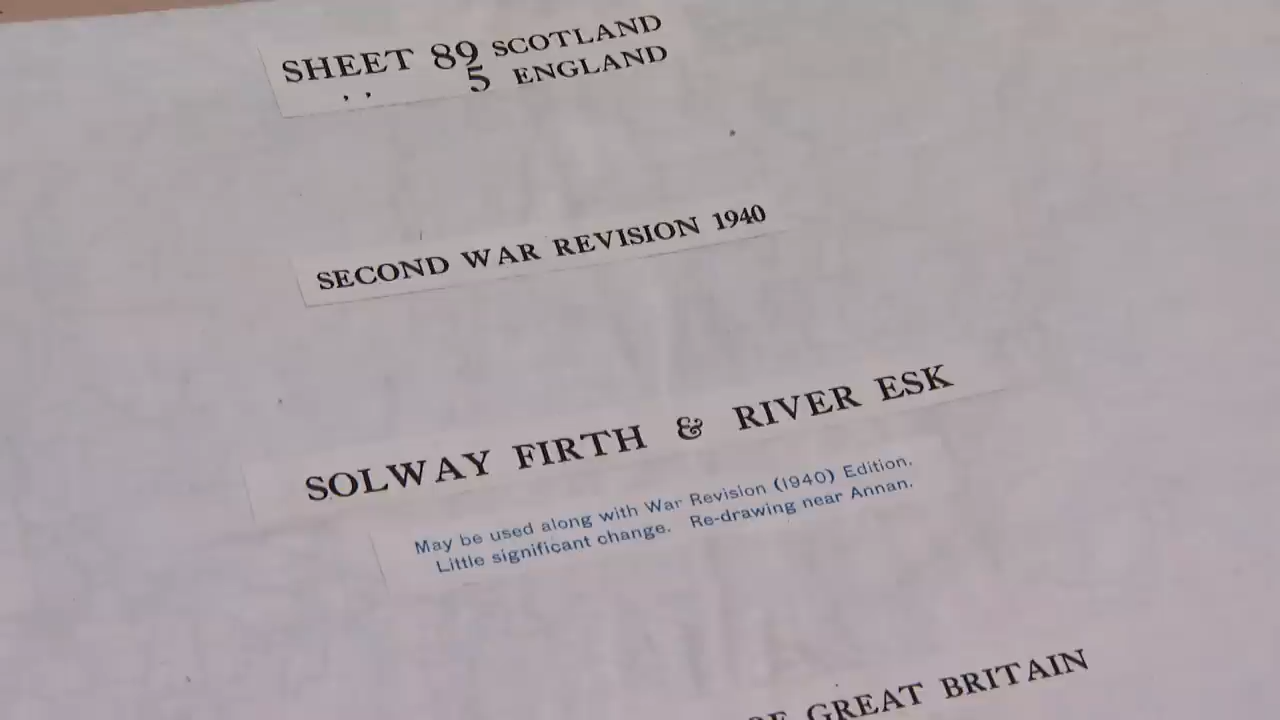 SHEET 89 SCOTLAND
,, 5 ENGLAND
SECOND WAR REVISION 1940
SOLWAY FIRTH & RIVER ESK
May be used along with War Revision (1940) Edition.
Little significant change. Re-drawing near Annan.
GREAT BRITAIN